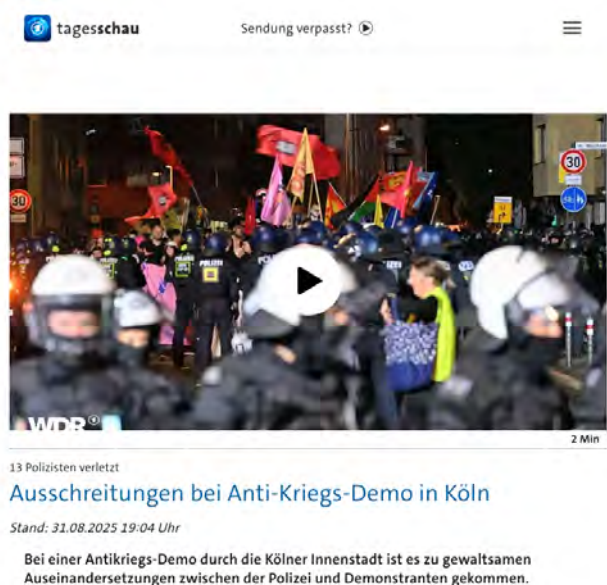 tagesschau
Sendung verpasst?
30
30
POLIZEI
POLIZEI
WDR
2 Min
13 Polizisten verletzt
Ausschreitungen bei Anti-Kriegs-Demo in Köln
Stand: 31.08.2025 19:04 Uhr
Bei einer Antikriegs-Demo durch die Kölner Innenstadt ist es zu gewaltsamen
Auseinandersetzungen zwischen der Polizei und Demonstranten gekommen.